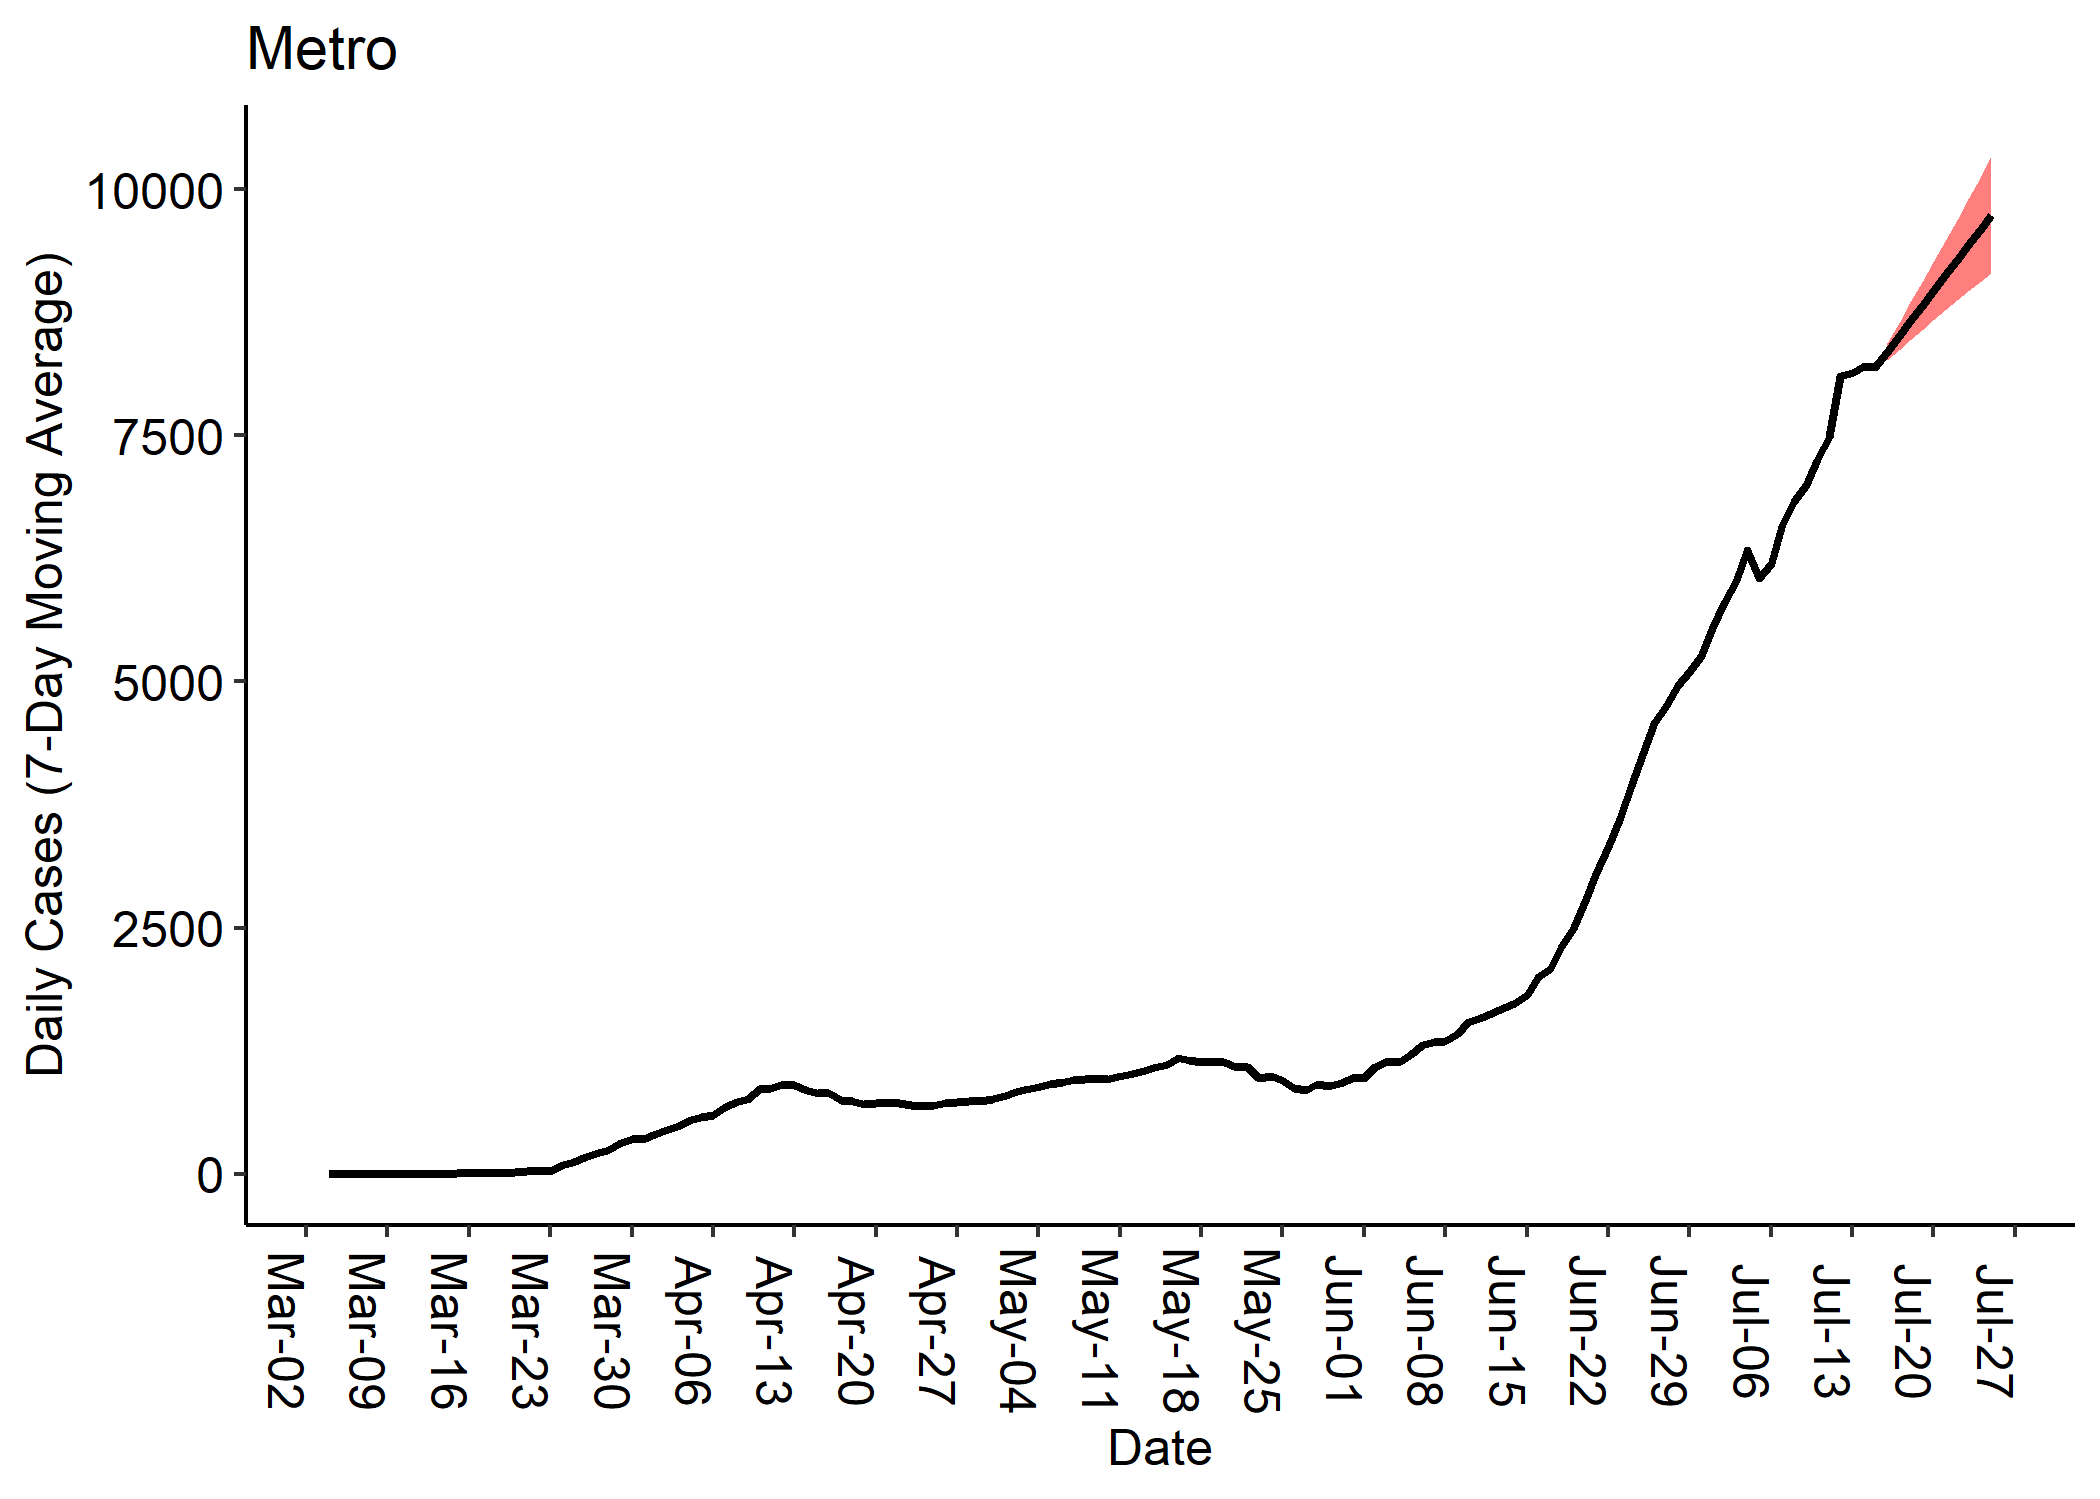 Metro
Daily Cases (7-Day Moving Average)
10000
7500
5000
2500
0
Mar-02
Mar-09
Mar-16
Mar-23
Mar-30
Apr-06
Apr-13
Apr-20
Apr-27
May-04
May-11
May-18
May-25
Jun-01
Jun-08
Jun-15
Jun-22
Jun-29
Jul-06
Jul-13
Jul-20
Jul-27
Date